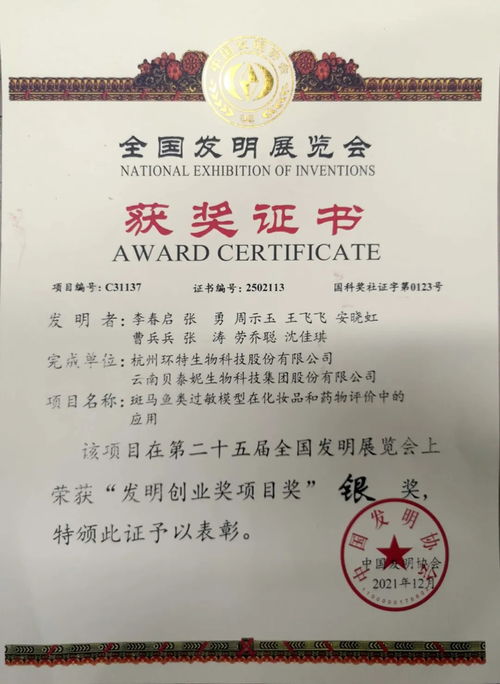 全国发明展览会
NATIONAL EXHIBITION OF INVENTIONS
获奖证书
AWARD CERTIFICATE
项目编号:C31137 证书编号:2502113 国科奖社证字第0123号
发明者:李春启 张勇 周示玉 王飞飞 安晓虹
曹兵兵 张涛 劳乔聪 沈佳琪
完成单位:杭州环特生物科技股份有限公司
云南贝泰妮生物科技集团股份有限公司
项目名称:斑马鱼类过敏模型在化妆品和药物评价中的
应用
该项目在第二十五届全国发明展览会上
荣获“发明创业奖项目奖” 银 奖,
特颁此证予以表彰。
中国发明协会
中国发明协会
2021年12月